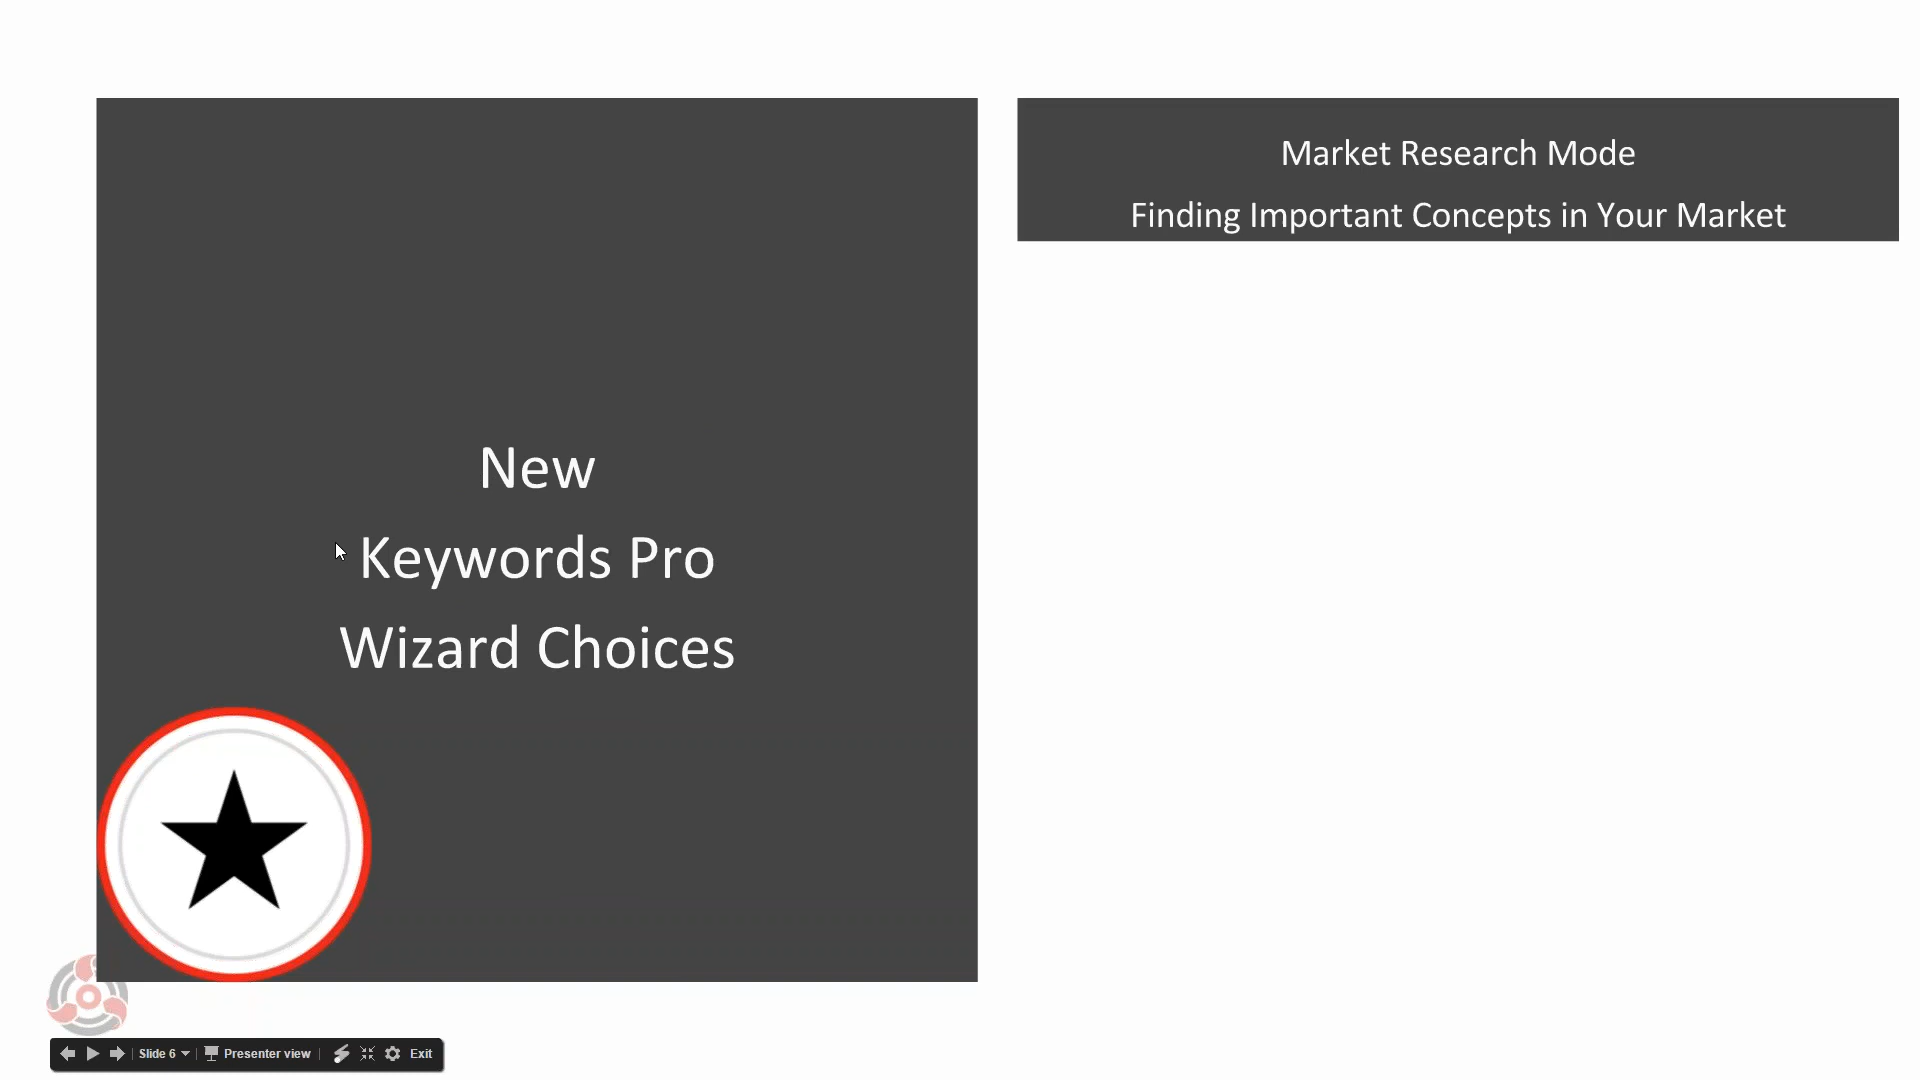 New
Keywords Pro
Wizard Choices
Market Research Mode
Finding Important Concepts in Your Market
Slide 6
Presenter view
Exit